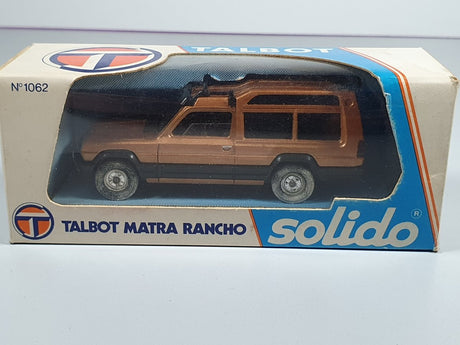 TALBOT
N°1062
TALBOT MATRA RANCHO
solido®